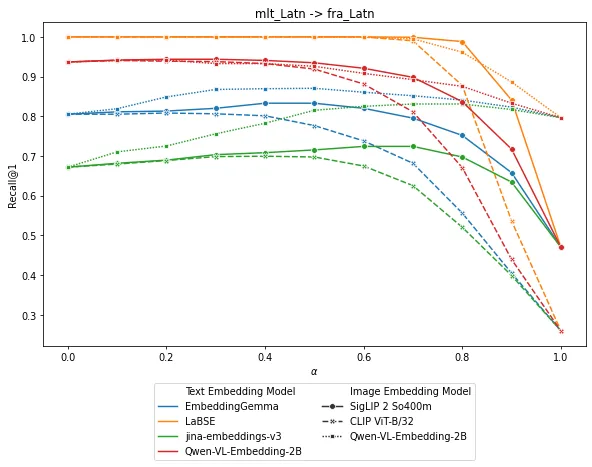 mlt_Latn -> fra_Latn
Recall@1
1.0
0.9
0.8
0.7
0.6
0.5
0.4
0.3
0.0 0.2 0.4 0.6 0.8 1.0
α
Text Embedding Model
EmbeddingGemma
LaBSE
jina-embeddings-v3
Qwen-VL-Embedding-2B
Image Embedding Model
SigLIP 2 So400m
CLIP ViT-B/32
Qwen-VL-Embedding-2B